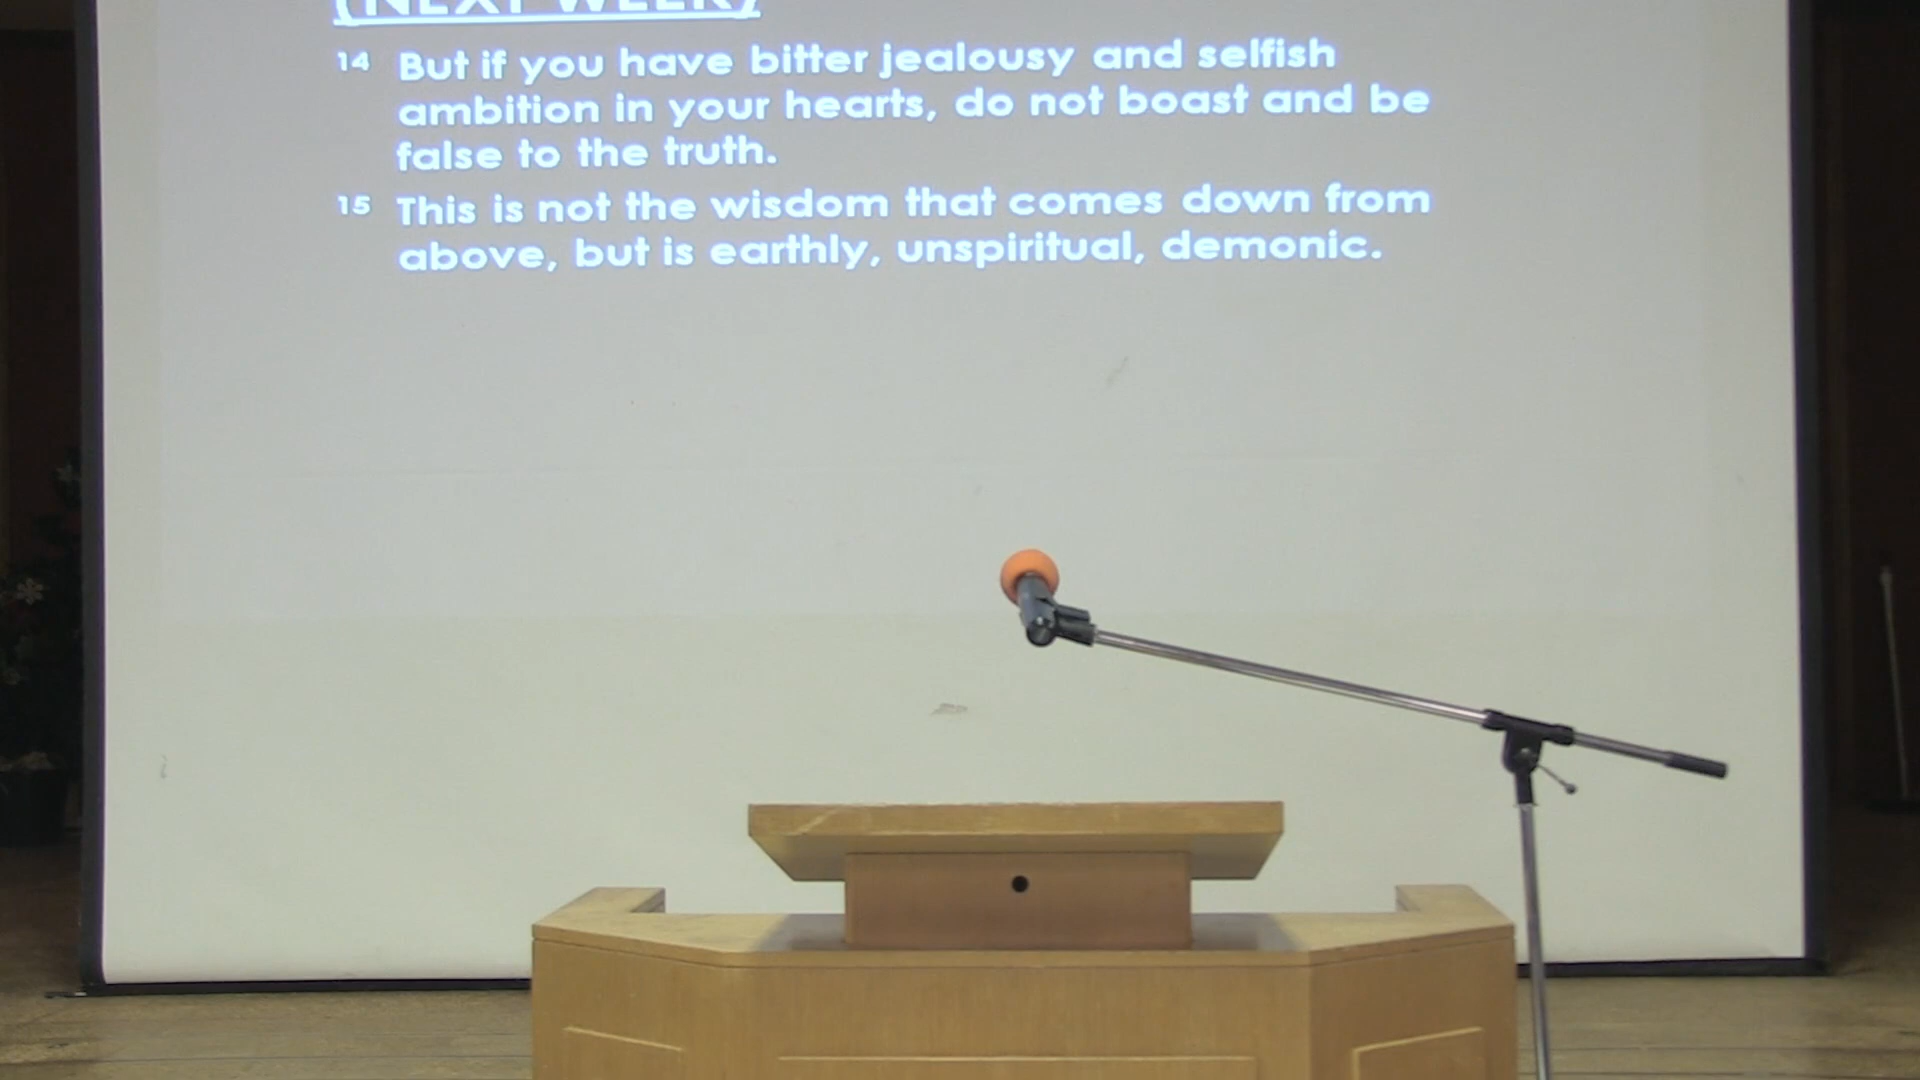 (NEXT WEEK)
14 But if you have bitter jealousy and selfish
ambition in your hearts, do not boast and be
false to the truth.
15 This is not the wisdom that comes down from
above, but is earthly, unspiritual, demonic.